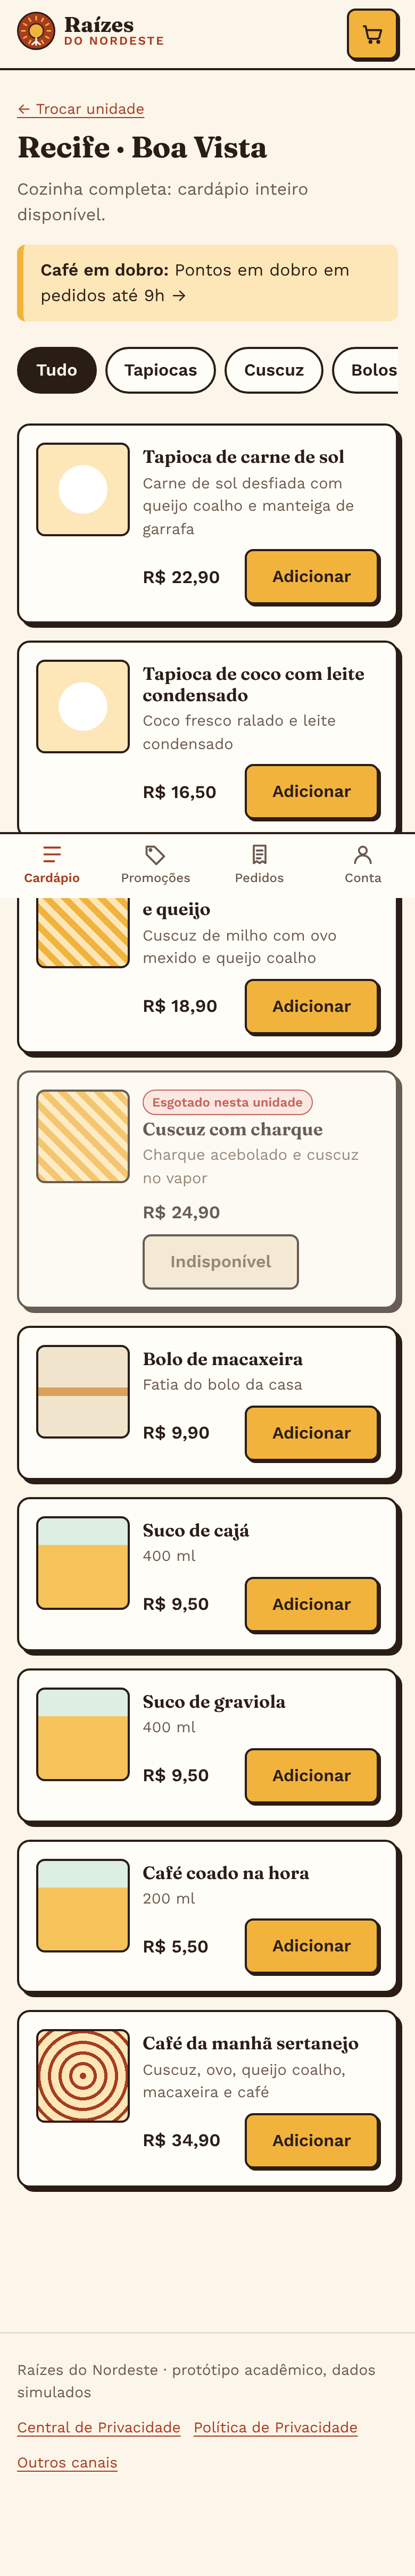 Raízes
DO NORDESTE
← Trocar unidade
Recife · Boa Vista
Cozinha completa: cardápio inteiro
disponível.
Café em dobro: Pontos em dobro em
pedidos até 9h →
Tudo
Tapiocas
Cuscuz
Bolos
Tapioca de carne de sol
Carne de sol desfiada com
queijo coalho e manteiga de
garrafa
R$ 22,90
Adicionar
Tapioca de coco com leite
condensado
Coco fresco ralado e leite
condensado
R$ 16,50
Adicionar
Cardápio
Promoções
Pedidos
Conta
e queijo
Cuscuz de milho com ovo
mexido e queijo coalho
R$ 18,90
Adicionar
Esgotado nesta unidade
Cuscuz com charque
Charque acebolado e cuscuz
no vapor
R$ 24,90
Indisponível
Bolo de macaxeira
Fatia do bolo da casa
R$ 9,90
Adicionar
Suco de cajá
400 ml
R$ 9,50
Adicionar
Suco de graviola
400 ml
R$ 9,50
Adicionar
Café coado na hora
200 ml
R$ 5,50
Adicionar
Café da manhã sertanejo
Cuscuz, ovo, queijo coalho,
macaxeira e café
R$ 34,90
Adicionar
Raízes do Nordeste · protótipo acadêmico, dados
simulados
Central de Privacidade
Política de Privacidade
Outros canais